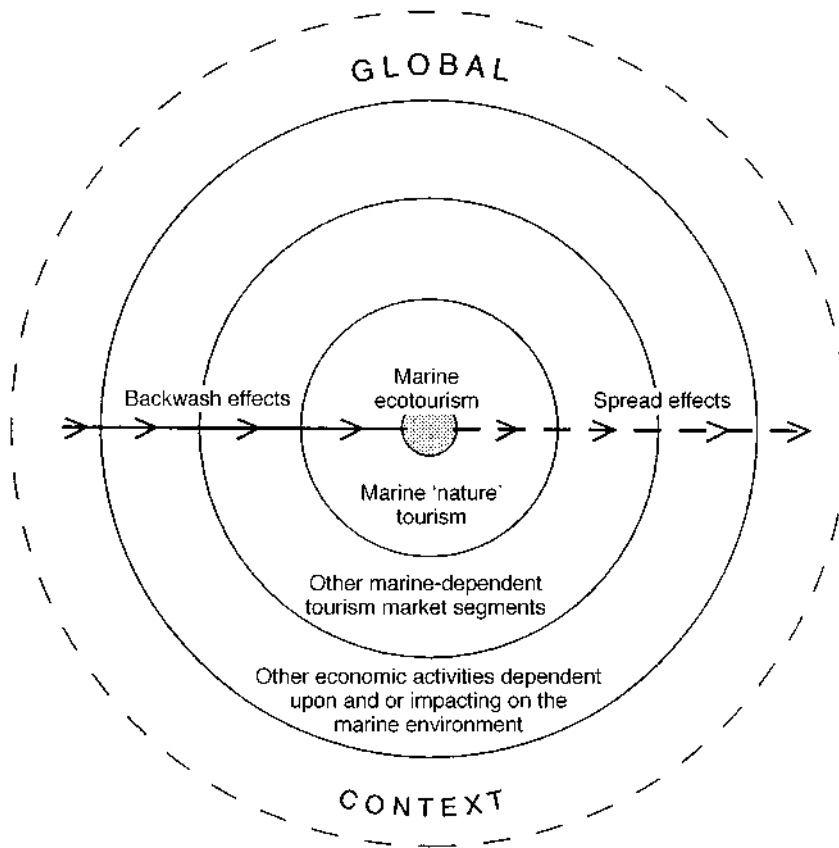 GLOBAL
Marine
ecotourism
Backwash effects
Spread effects
Marine 'nature'
tourism
Other marine-dependent
tourism market segments
Other economic activities dependent
upon and or impacting on the
marine environment
CONTEXT